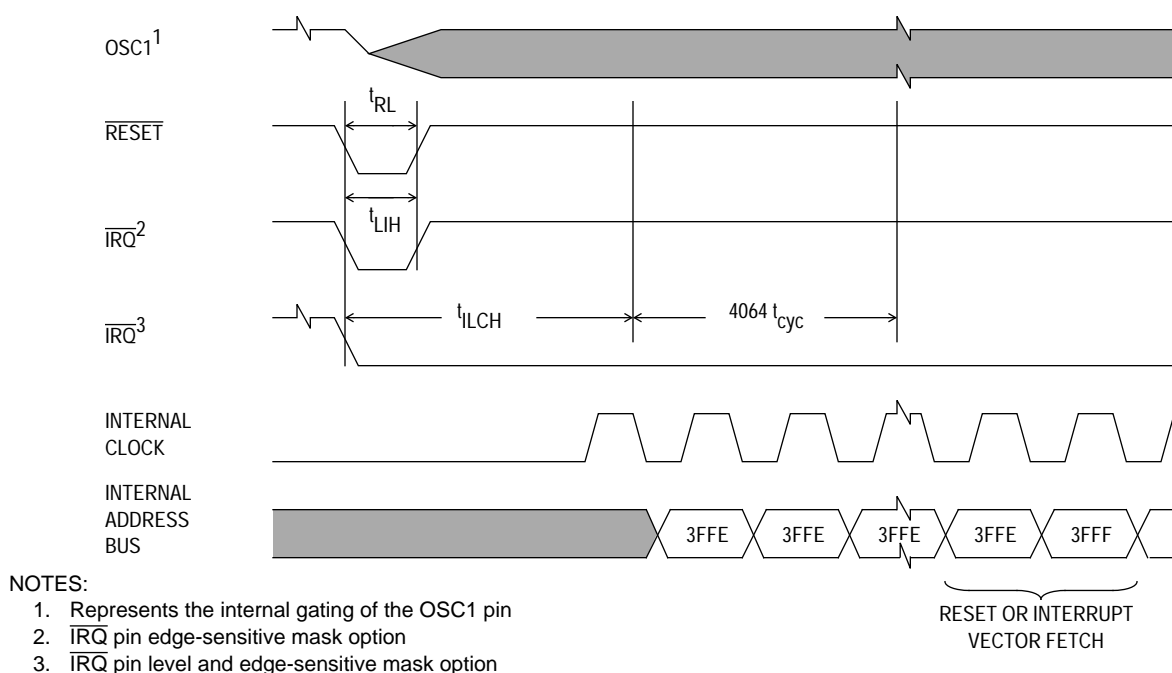 OSC1¹
t_RL
RESET
t_LIH
IRQ²
IRQ³
t_ILCH
4064 t_cyc
INTERNAL
CLOCK
INTERNAL
ADDRESS
BUS
3FFE 3FFE 3FFE 3FFE 3FFF
RESET OR INTERRUPT
VECTOR FETCH
NOTES:
1. Represents the internal gating of the OSC1 pin
2. IRQ pin edge-sensitive mask option
3. IRQ pin level and edge-sensitive mask option